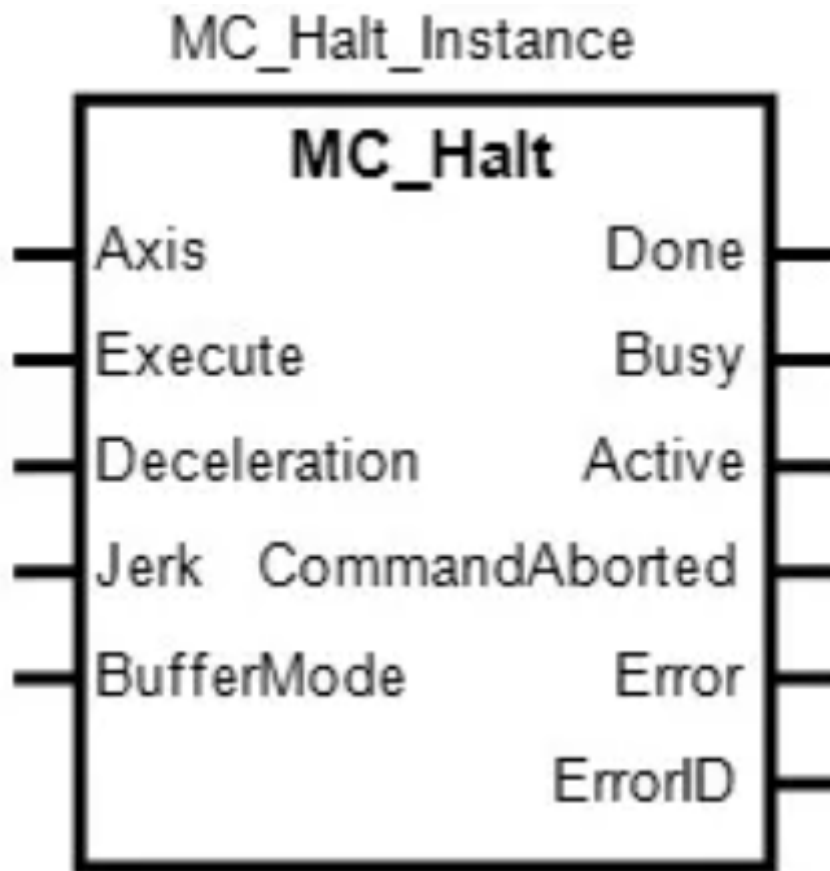 MC_Halt_Instance
MC_Halt
Axis Done
Execute Busy
Deceleration Active
Jerk CommandAborted
BufferMode Error
ErrorID